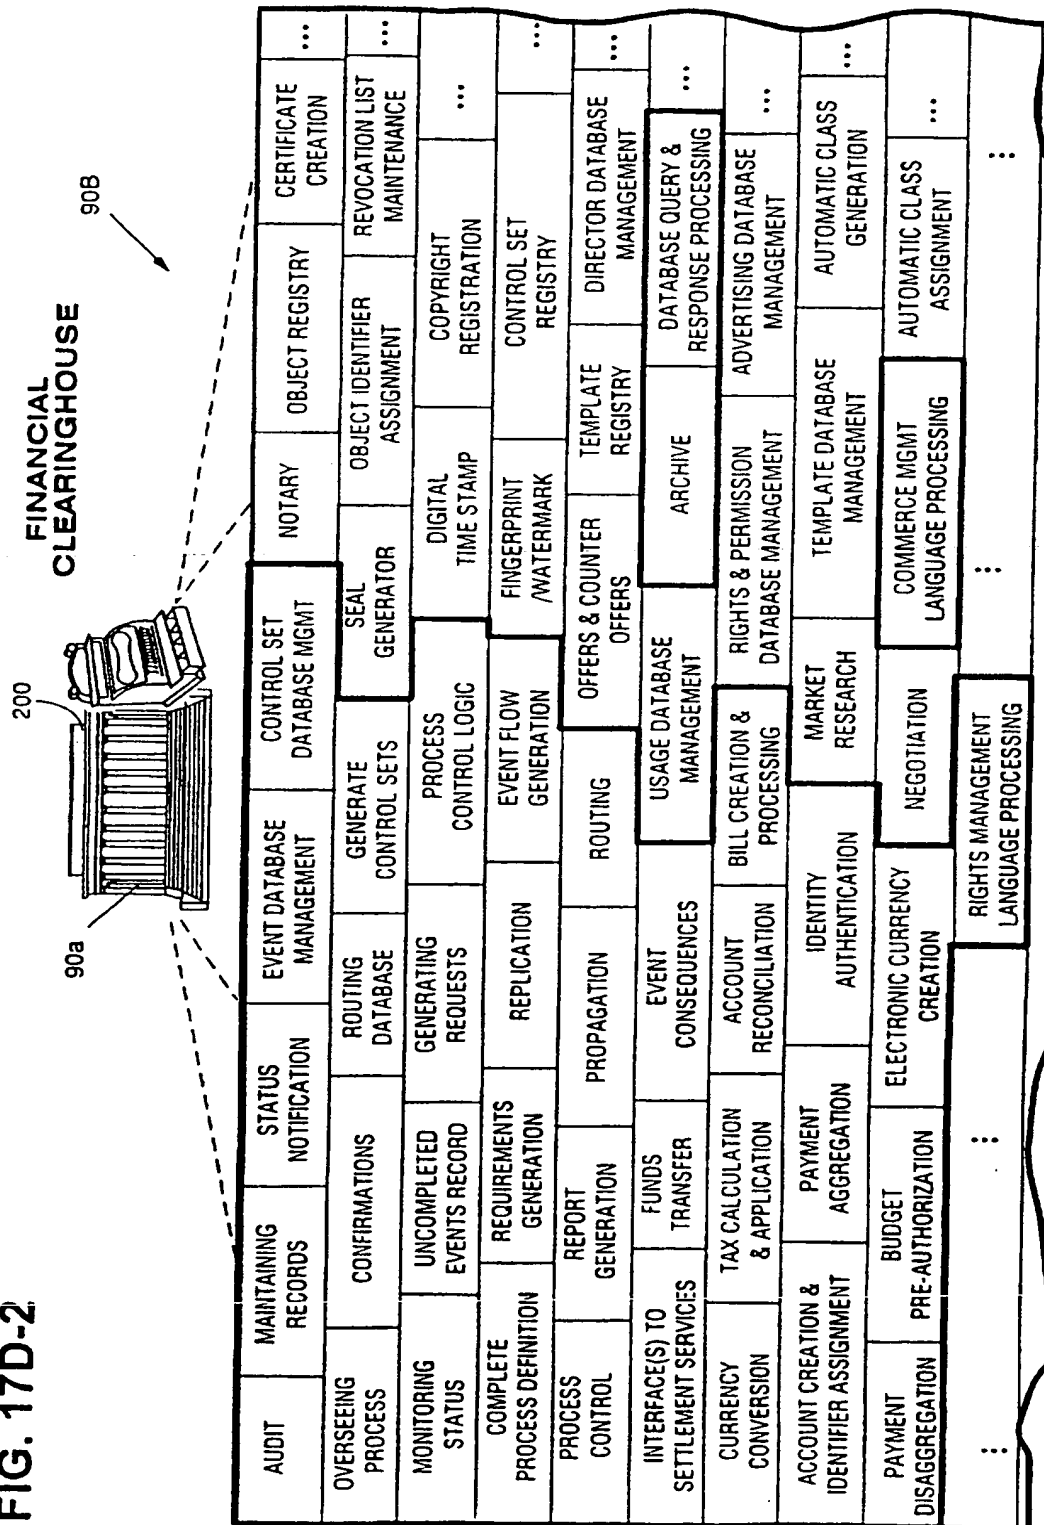 FIG. 17D-2
FINANCIAL
CLEARINGHOUSE
200
90a
90B
AUDIT
MAINTAINING
RECORDS
STATUS
NOTIFICATION
EVENT DATABASE
MANAGEMENT
CONTROL SET
DATABASE MGMT
NOTARY
OBJECT REGISTRY
CERTIFICATE
CREATION
...
OVERSEEING
PROCESS
CONFIRMATIONS
ROUTING
DATABASE
GENERATE
CONTROL SETS
SEAL
GENERATOR
OBJECT IDENTIFIER
ASSIGNMENT
REVOCATION LIST
MAINTENANCE
...
MONITORING
STATUS
UNCOMPLETED
EVENTS RECORD
GENERATING
REQUESTS
PROCESS
CONTROL LOGIC
DIGITAL
TIME STAMP
COPYRIGHT
REGISTRATION
...
COMPLETE
PROCESS DEFINITION
REQUIREMENTS
GENERATION
REPLICATION
EVENT FLOW
GENERATION
FINGERPRINT
/WATERMARK
CONTROL SET
REGISTRY
...
PROCESS
CONTROL
REPORT
GENERATION
PROPAGATION
ROUTING
OFFERS & COUNTER
OFFERS
TEMPLATE
REGISTRY
DIRECTOR DATABASE
MANAGEMENT
...
INTERFACE(S) TO
SETTLEMENT SERVICES
FUNDS
TRANSFER
EVENT
CONSEQUENCES
USAGE DATABASE
MANAGEMENT
ARCHIVE
DATABASE QUERY &
RESPONSE PROCESSING
...
CURRENCY
CONVERSION
TAX CALCULATION
& APPLICATION
ACCOUNT
RECONCILIATION
BILL CREATION &
PROCESSING
RIGHTS & PERMISSION
DATABASE MANAGEMENT
ADVERTISING DATABASE
MANAGEMENT
...
ACCOUNT CREATION &
IDENTIFIER ASSIGNMENT
PAYMENT
AGGREGATION
IDENTITY
AUTHENTICATION
MARKET
RESEARCH
TEMPLATE DATABASE
MANAGEMENT
AUTOMATIC CLASS
GENERATION
...
PAYMENT
DISAGGREGATION
BUDGET
PRE-AUTHORIZATION
ELECTRONIC CURRENCY
CREATION
NEGOTIATION
COMMERCE MGMT
LANGUAGE PROCESSING
AUTOMATIC CLASS
ASSIGNMENT
...
...
...
RIGHTS MANAGEMENT
LANGUAGE PROCESSING
...
...